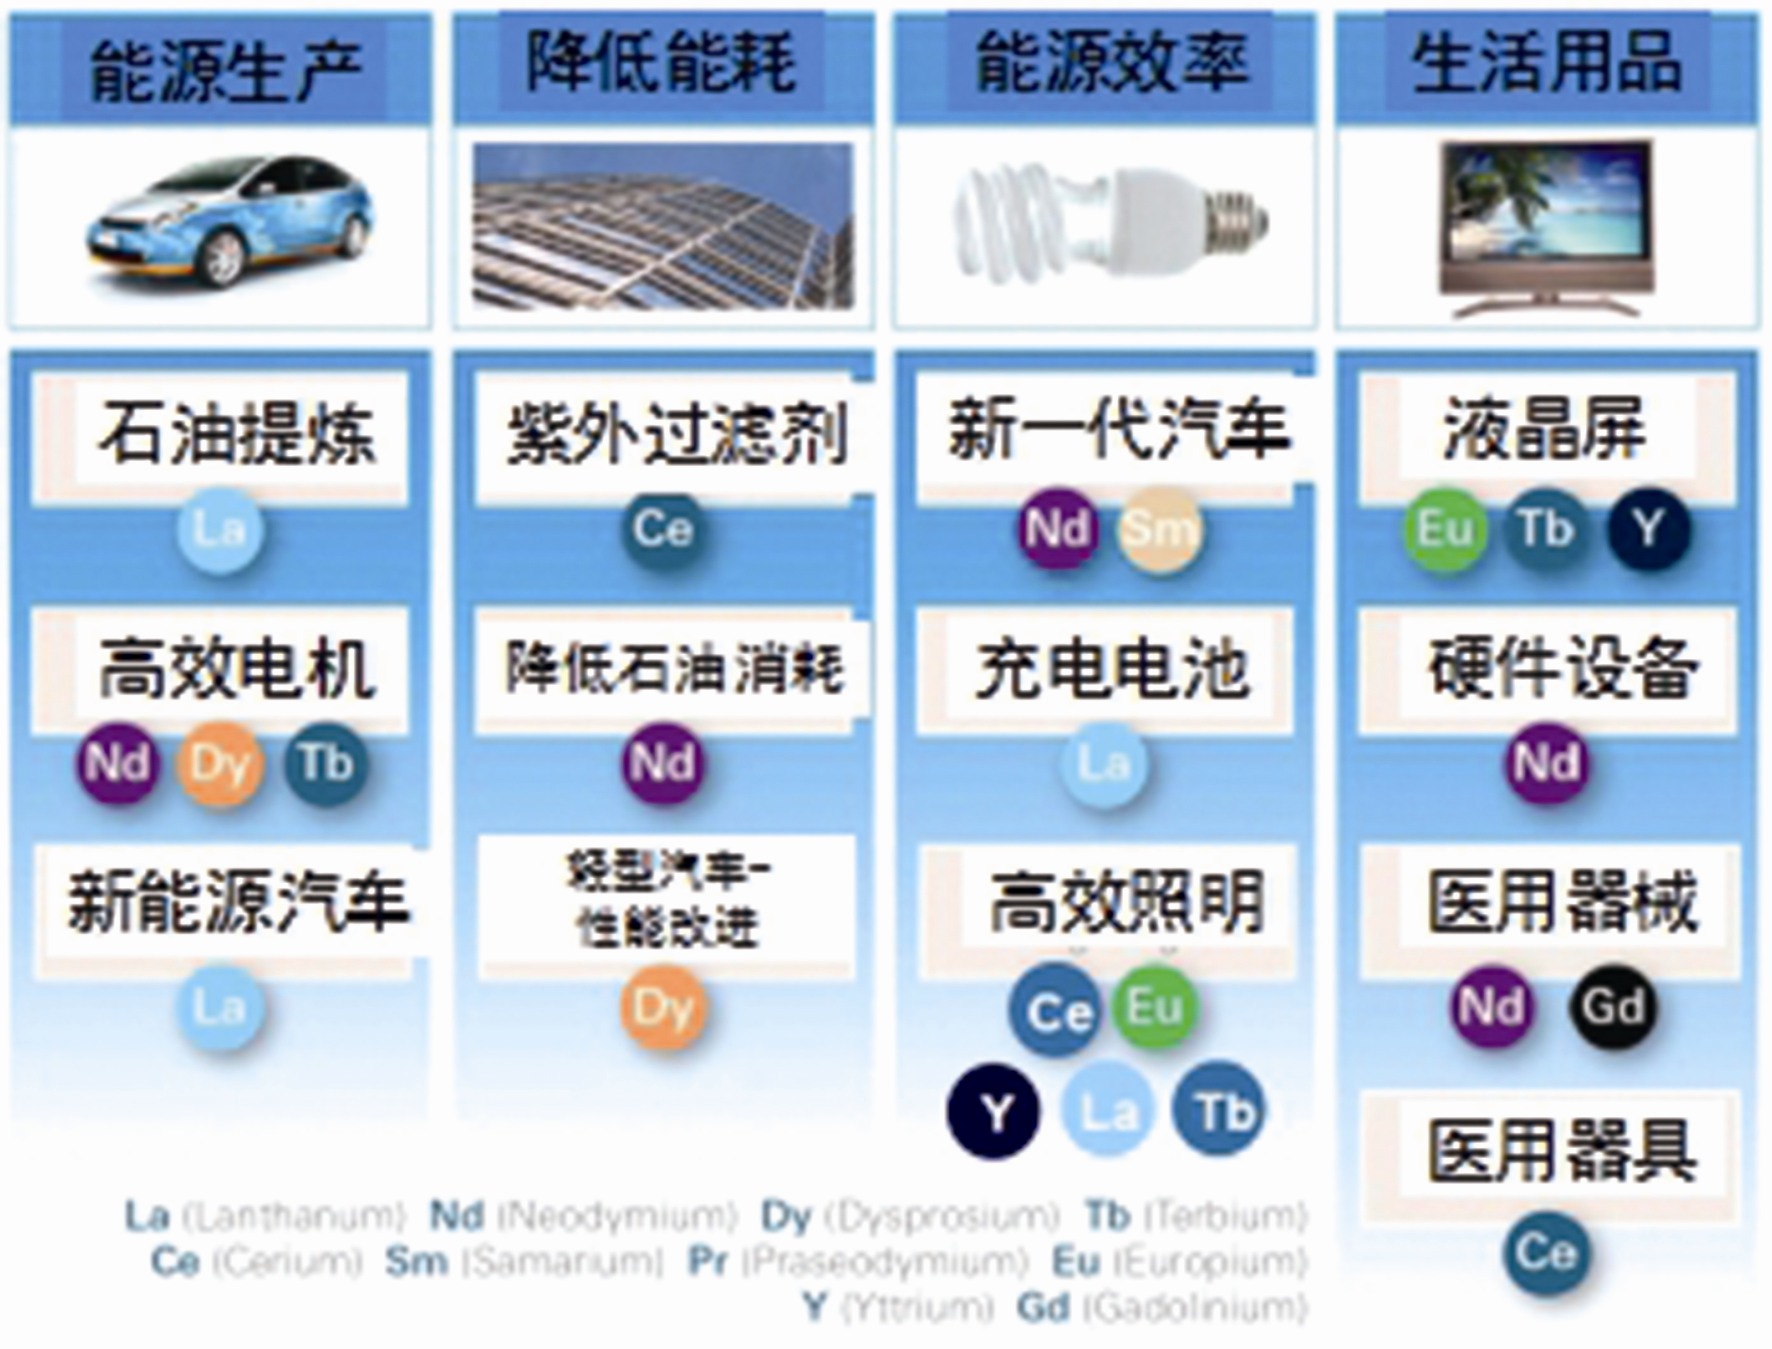 能源生产
降低能耗
能源效率
生活用品
石油提炼
La
高效电机
Nd Dy Tb
新能源汽车
La
紫外过滤剂
Ce
降低石油消耗
Nd
轻型汽车-
性能改进
Dy
新一代汽车
Nd Sm
充电电池
La
高效照明
Ce Eu
Y La Tb
液晶屏
Eu Tb Y
硬件设备
Nd
医用器械
Nd Gd
医用器具
Ce
La (Lanthanum) Nd (Neodymium) Dy (Dysprosium) Tb (Terbium)
Ce (Cerium) Sm (Samarium) Pr (Praseodymium) Eu (Europium)
Y (Yttrium) Gd (Gadolinium)